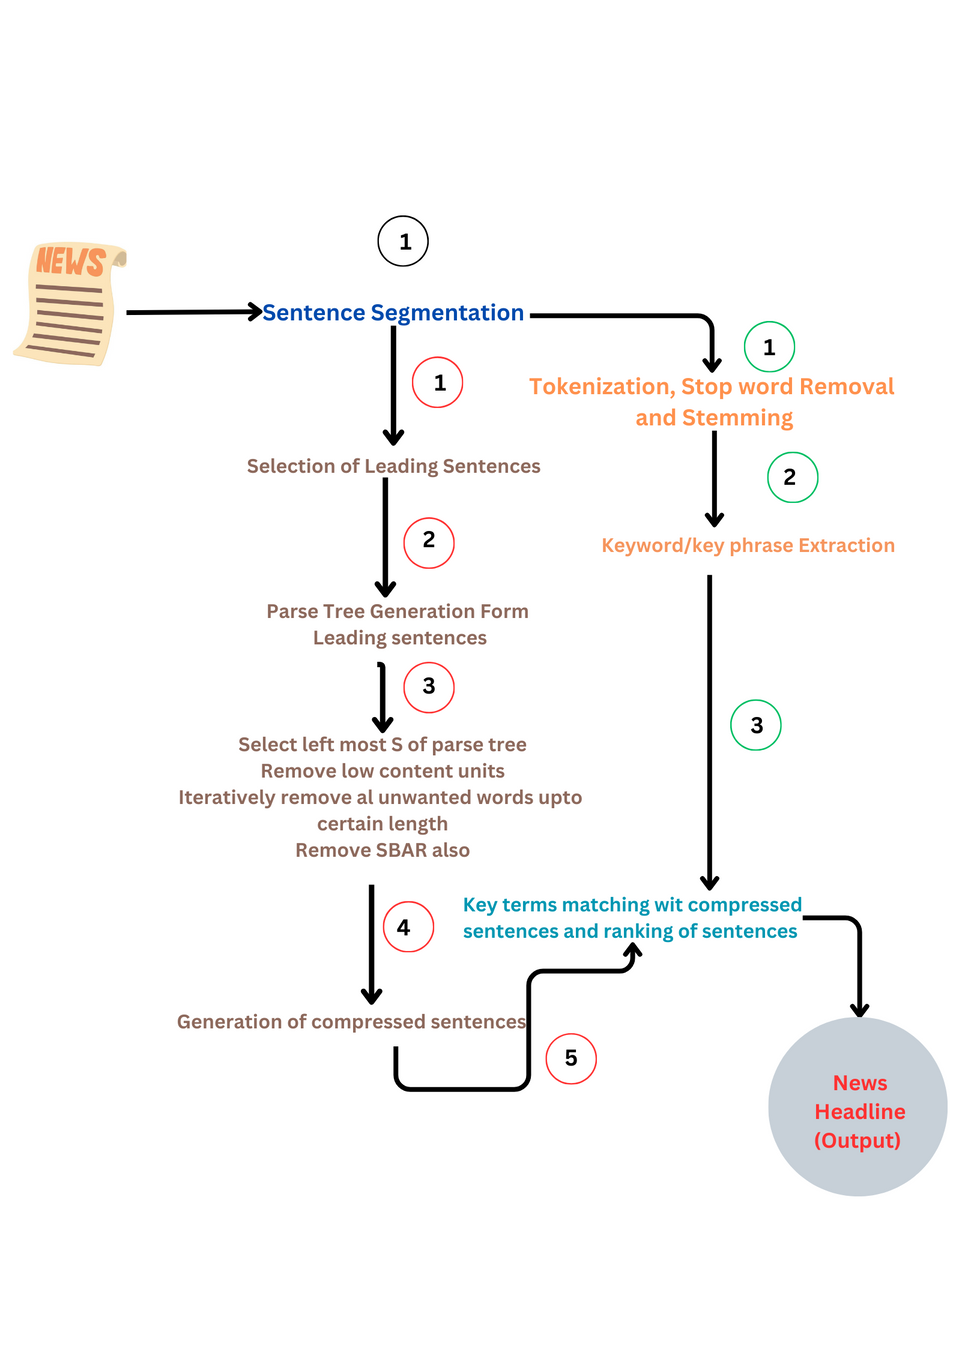 NEWS
1
Sentence Segmentation
1
1
Tokenization, Stop word Removal
and Stemming
Selection of Leading Sentences
2
2
Keyword/key phrase Extraction
Parse Tree Generation Form
Leading sentences
3
3
Select left most S of parse tree
Remove low content units
Iteratively remove al unwanted words upto
certain length
Remove SBAR also
4
Key terms matching wit compressed
sentences and ranking of sentences
Generation of compressed sentences
5
News
Headline
(Output)